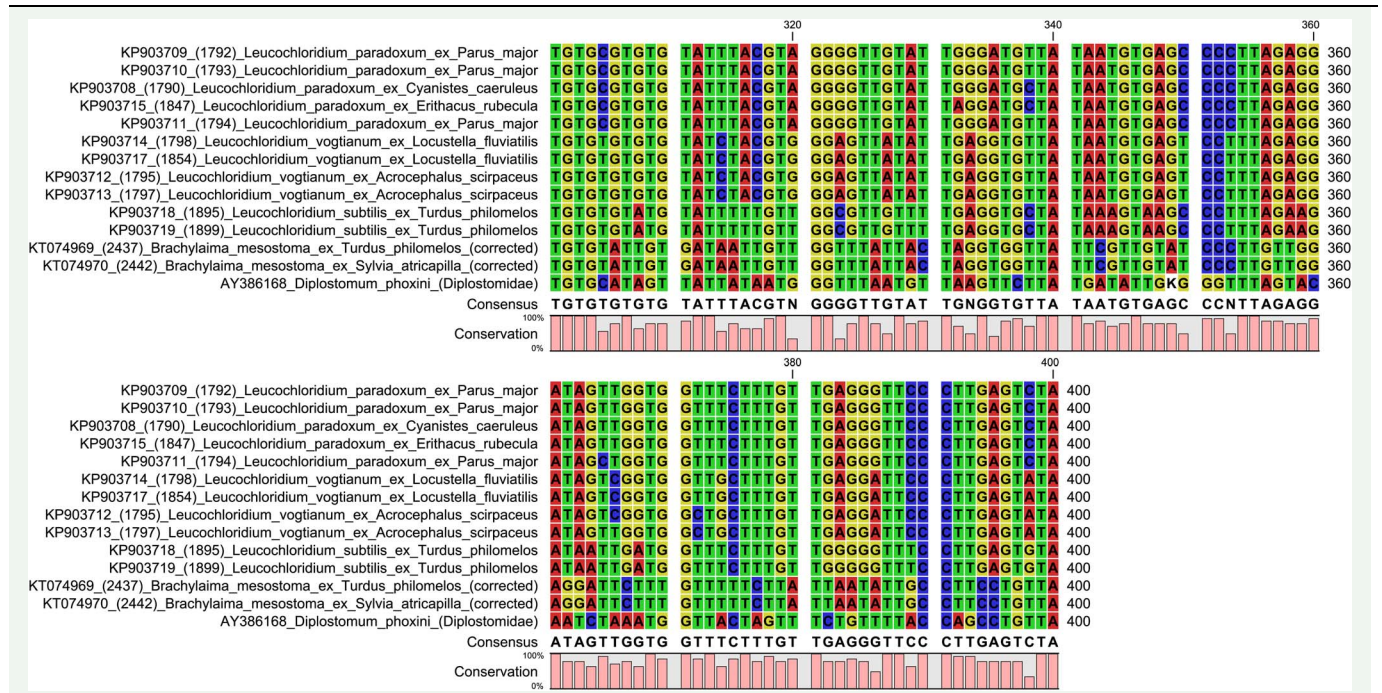 320 340 360
KP903709_(1792)_Leucochloridium_paradoxum_ex_Parus_major TGTGCGTGTG TATTTACGTA GGGGTTGTAT TGGGATGTTA TAATGTGAGC CCCTTAGAGG 360
KP903710_(1793)_Leucochloridium_paradoxum_ex_Parus_major TGTGCGTGTG TATTTACGTA GGGGTTGTAT TGGGATGTTA TAATGTGAGC CCCTTAGAGG 360
KP903708_(1790)_Leucochloridium_paradoxum_ex_Cyanistes_caeruleus TGTGCGTGTG TATTTACGTA GGGGTTGTAT TGGGATGCTA TAATGTGAGC CCCTTAGAGG 360
KP903715_(1847)_Leucochloridium_paradoxum_ex_Erithacus_rubecula TGTGCGTGTG TATTTACGTA GGGGTTGTAT TAGGATGCTA TAATGTGAGC CCCTTAGAGG 360
KP903711_(1794)_Leucochloridium_paradoxum_ex_Parus_major TGTGCGTGTG TATTTACGTA GGGGTTGTAT TGGGATGTTA TAATGTGAGC CCCTTAGAGG 360
KP903714_(1798)_Leucochloridium_vogtianum_ex_Locustella_fluviatilis TGTGTGTGTG TATCTACGTG GGAGTTATAT TGAGGTGTTA TAATGTGAGT CCTTTAGAGG 360
KP903717_(1854)_Leucochloridium_vogtianum_ex_Locustella_fluviatilis TGTGTGTGTG TATCTACGTG GGAGTTATAT TGAGGTGTTA TAATGTGAGT CCTTTAGAGG 360
KP903712_(1795)_Leucochloridium_vogtianum_ex_Acrocephalus_scirpaceus TGTGTGTGTG TATCTACGTG GGAGTTATAT TGAGGTGTTA TAATGTGAGT CCTTTAGAGG 360
KP903713_(1797)_Leucochloridium_vogtianum_ex_Acrocephalus_scirpaceus TGTGTGTGTG TATCTACGTG GGAGTTATAT TGAGGTGTTA TAATGTGAGT CCTTTAGAGG 360
KP903718_(1895)_Leucochloridium_subtilis_ex_Turdus_philomelos TGTGTGTATG TATTTTTGTT GGCGTTGTTT TGAGGTGCTA TAAAGTAAGC CCTTTAGAAG 360
KP903719_(1899)_Leucochloridium_subtilis_ex_Turdus_philomelos TGTGTGTATG TATTTTTGTT GGCGTTGTTT TGAGGTGCTA TAAAGTAAGC CCTTTAGAAG 360
KT074969_(2437)_Brachylaima_mesostoma_ex_Turdus_philomelos_(corrected) TGTGTATTGT GATAATTGTT GGTTTATTAC TAGGTGGTTA TTCGTTGTAT CCCTTGTTGG 360
KT074970_(2442)_Brachylaima_mesostoma_ex_Sylvia_atricapilla_(corrected) TGTGTATTGT GATAATTGTT GGTTTATTAC TAGGTGGTTA TTCGTTGTAT CCCTTGTTGG 360
AY386168_Diplostomum_phoxini_(Diplostomidae) TGTGCATAGT TATTATAATG GGTTTAATGT TAAGTTCTTA TGATATTGKG GGTTTAGTAC 360
Consensus TGTGTGTGTG TATTTACGTN GGGGTTGTAT TGNGGTGTTA TAATGTGAGC CCNTTAGAGG
100%
Conservation
0%
380 400
KP903709_(1792)_Leucochloridium_paradoxum_ex_Parus_major ATAGTTGGTG GTTTCTTTGT TGAGGGTTCC CTTGAGTCTA 400
KP903710_(1793)_Leucochloridium_paradoxum_ex_Parus_major ATAGTTGGTG GTTTCTTTGT TGAGGGTTCC CTTGAGTCTA 400
KP903708_(1790)_Leucochloridium_paradoxum_ex_Cyanistes_caeruleus ATAGTTGGTG GTTTCTTTGT TGAGGGTTCC CTTGAGTCTA 400
KP903715_(1847)_Leucochloridium_paradoxum_ex_Erithacus_rubecula ATAGTTGGTG GTTTCTTTGT TGAGGGTTCC CTTGAGTCTA 400
KP903711_(1794)_Leucochloridium_paradoxum_ex_Parus_major ATAGCTGGTG GTTTCTTTGT TGAGGGTTCC CTTGAGTCTA 400
KP903714_(1798)_Leucochloridium_vogtianum_ex_Locustella_fluviatilis ATAGTCGGTG GTTGCTTTGT TGAGGATTCC CTTGAGTATA 400
KP903717_(1854)_Leucochloridium_vogtianum_ex_Locustella_fluviatilis ATAGTCGGTG GTTGCTTTGT TGAGGATTCC CTTGAGTATA 400
KP903712_(1795)_Leucochloridium_vogtianum_ex_Acrocephalus_scirpaceus ATAGTCGGTG GCTGCTTTGT TGAGGATTCC CTTGAGTATA 400
KP903713_(1797)_Leucochloridium_vogtianum_ex_Acrocephalus_scirpaceus ATAGTTGGTG GCTGCTTTGT TGAGGATTCC CTTGAGTATA 400
KP903718_(1895)_Leucochloridium_subtilis_ex_Turdus_philomelos ATAATTGATG GTTTCTTTGT TGGGGGTTTC CTTGAGTGTA 400
KP903719_(1899)_Leucochloridium_subtilis_ex_Turdus_philomelos ATAATTGATG GTTTCTTTGT TGGGGGTTTC CTTGAGTGTA 400
KT074969_(2437)_Brachylaima_mesostoma_ex_Turdus_philomelos_(corrected) AGGATTCTTT GTTTTTCTTA TTAATATTGC CTTCCTGTTA 400
KT074970_(2442)_Brachylaima_mesostoma_ex_Sylvia_atricapilla_(corrected) AGGATTCTTT GTTTTTCTTA TTAATATTGC CTTCCTGTTA 400
AY386168_Diplostomum_phoxini_(Diplostomidae) AATCTAAATG GTTACTAGTT TCTGTTTTAC CAGCCTGTTA 400
Consensus ATAGTTGGTG GTTTCTTTGT TGAGGGTTCC CTTGAGTCTA
100%
Conservation
0%